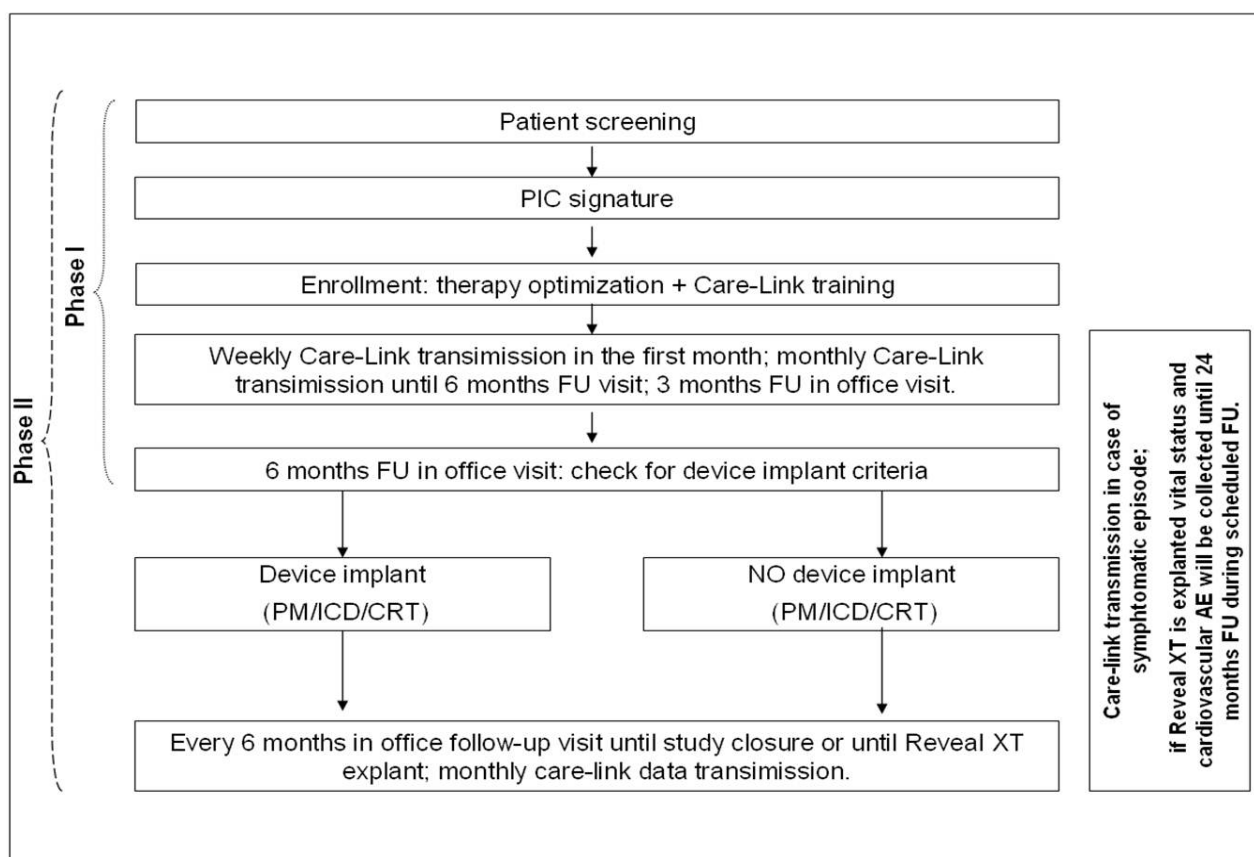 Phase II
Phase I
Patient screening
PIC signature
Enrollment: therapy optimization + Care-Link training
Weekly Care-Link transimission in the first month; monthly Care-Link
transimission until 6 months FU visit; 3 months FU in office visit.
6 months FU in office visit: check for device implant criteria
Device implant
(PM/ICD/CRT)
NO device implant
(PM/ICD/CRT)
Every 6 months in office follow-up visit until study closure or until Reveal XT
explant; monthly care-link data transimission.
Care-link transmission in case of
symphtomatic episode;
if Reveal XT is explanted vital status and
cardiovascular AE will be collected until 24
months FU during scheduled FU.